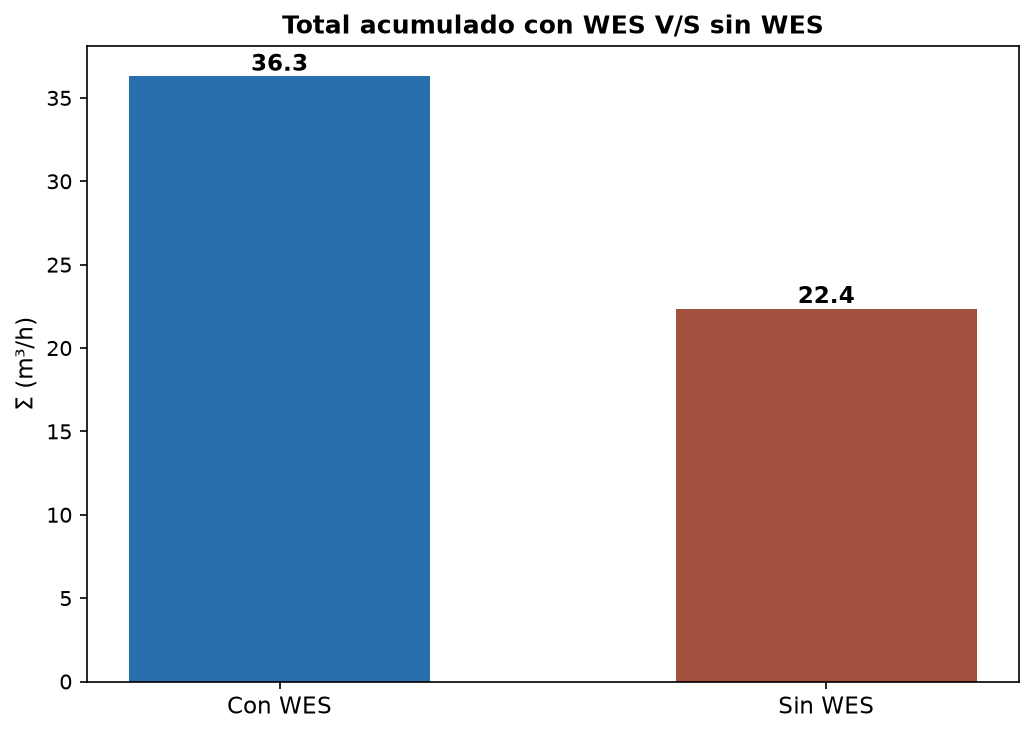 Total acumulado con WES V/S sin WES
36.3
22.4
Σ (m³/h)
35
30
25
20
15
10
5
0
Con WES
Sin WES